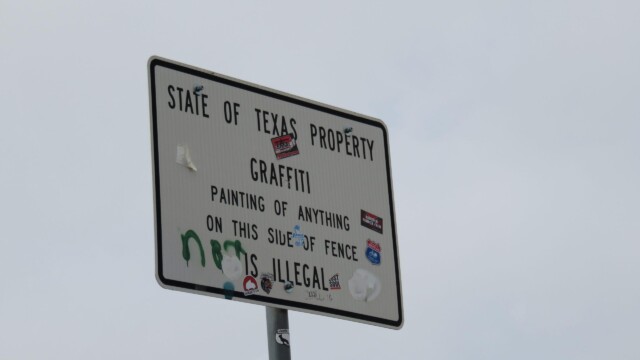 STATE OF TEXAS PROPERTY
GRAFFITI
PAINTING OF ANYTHING
ON THIS SIDE OF FENCE
IS ILLEGAL